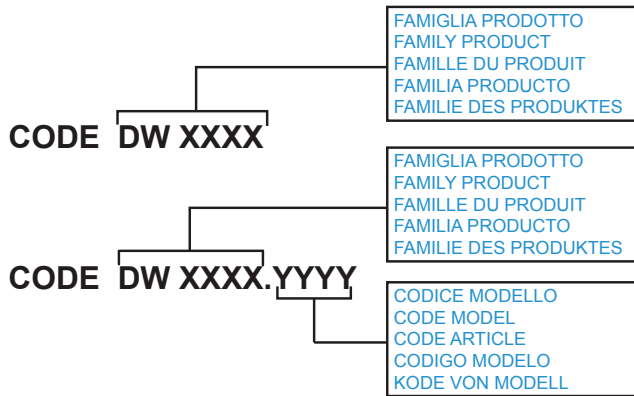 FAMIGLIA PRODOTTO
FAMILY PRODUCT
FAMILLE DU PRODUIT
FAMILIA PRODUCTO
FAMILIE DES PRODUKTES
CODE DW XXXX
FAMIGLIA PRODOTTO
FAMILY PRODUCT
FAMILLE DU PRODUIT
FAMILIA PRODUCTO
FAMILIE DES PRODUKTES
CODE DW XXXX.YYYY
CODICE MODELLO
CODE MODEL
CODE ARTICLE
CODIGO MODELO
KODE VON MODELL